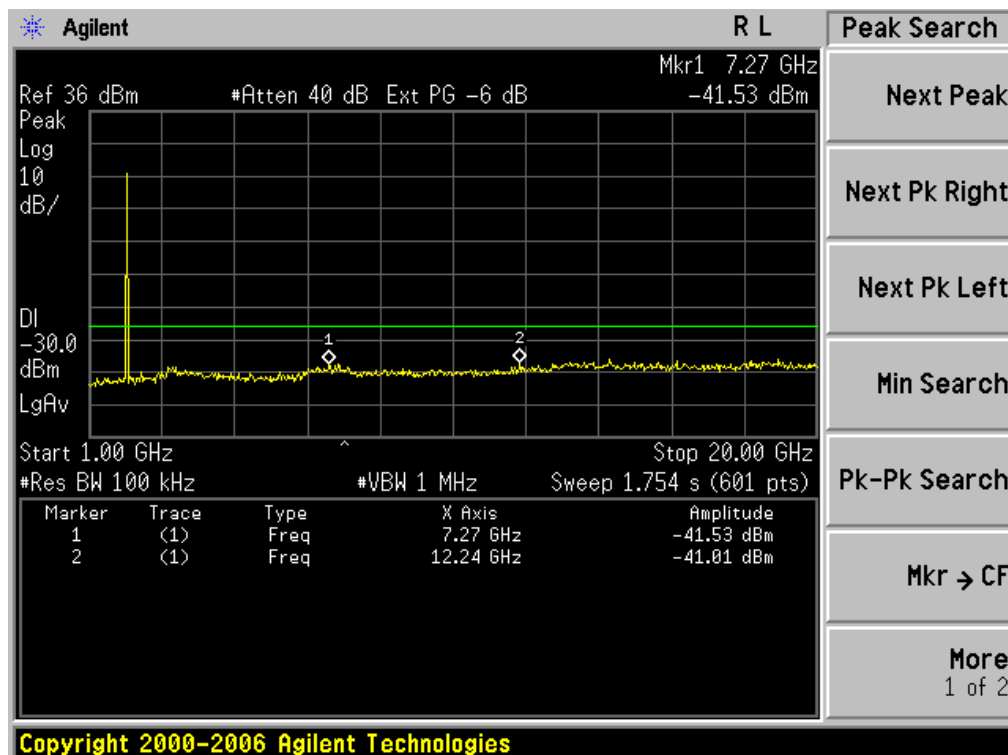 Agilent R L Peak Search
Mkr1 7.27 GHz
Ref 36 dBm #Atten 40 dB Ext PG -6 dB -41.53 dBm
Peak
Log
10
dB/
DI
-30.0
dBm
LgAv
1 2
Start 1.00 GHz ^ Stop 20.00 GHz
#Res BW 100 kHz #VBW 1 MHz Sweep 1.754 s (601 pts)
Marker Trace Type X Axis Amplitude
1 (1) Freq 7.27 GHz -41.53 dBm
2 (1) Freq 12.24 GHz -41.01 dBm
Next Peak
Next Pk Right
Next Pk Left
Min Search
Pk-Pk Search
Mkr → CF
More
1 of 2
Copyright 2000-2006 Agilent Technologies